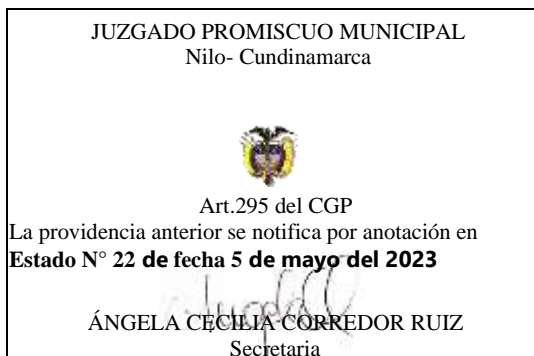 JUZGADO PROMISCUO MUNICIPAL
Nilo- Cundinamarca
Art.295 del CGP
La providencia anterior se notifica por anotación en
Estado N° 22 de fecha 5 de mayo del 2023
ÁNGELA CECILIA CORREDOR RUIZ
Secretaria